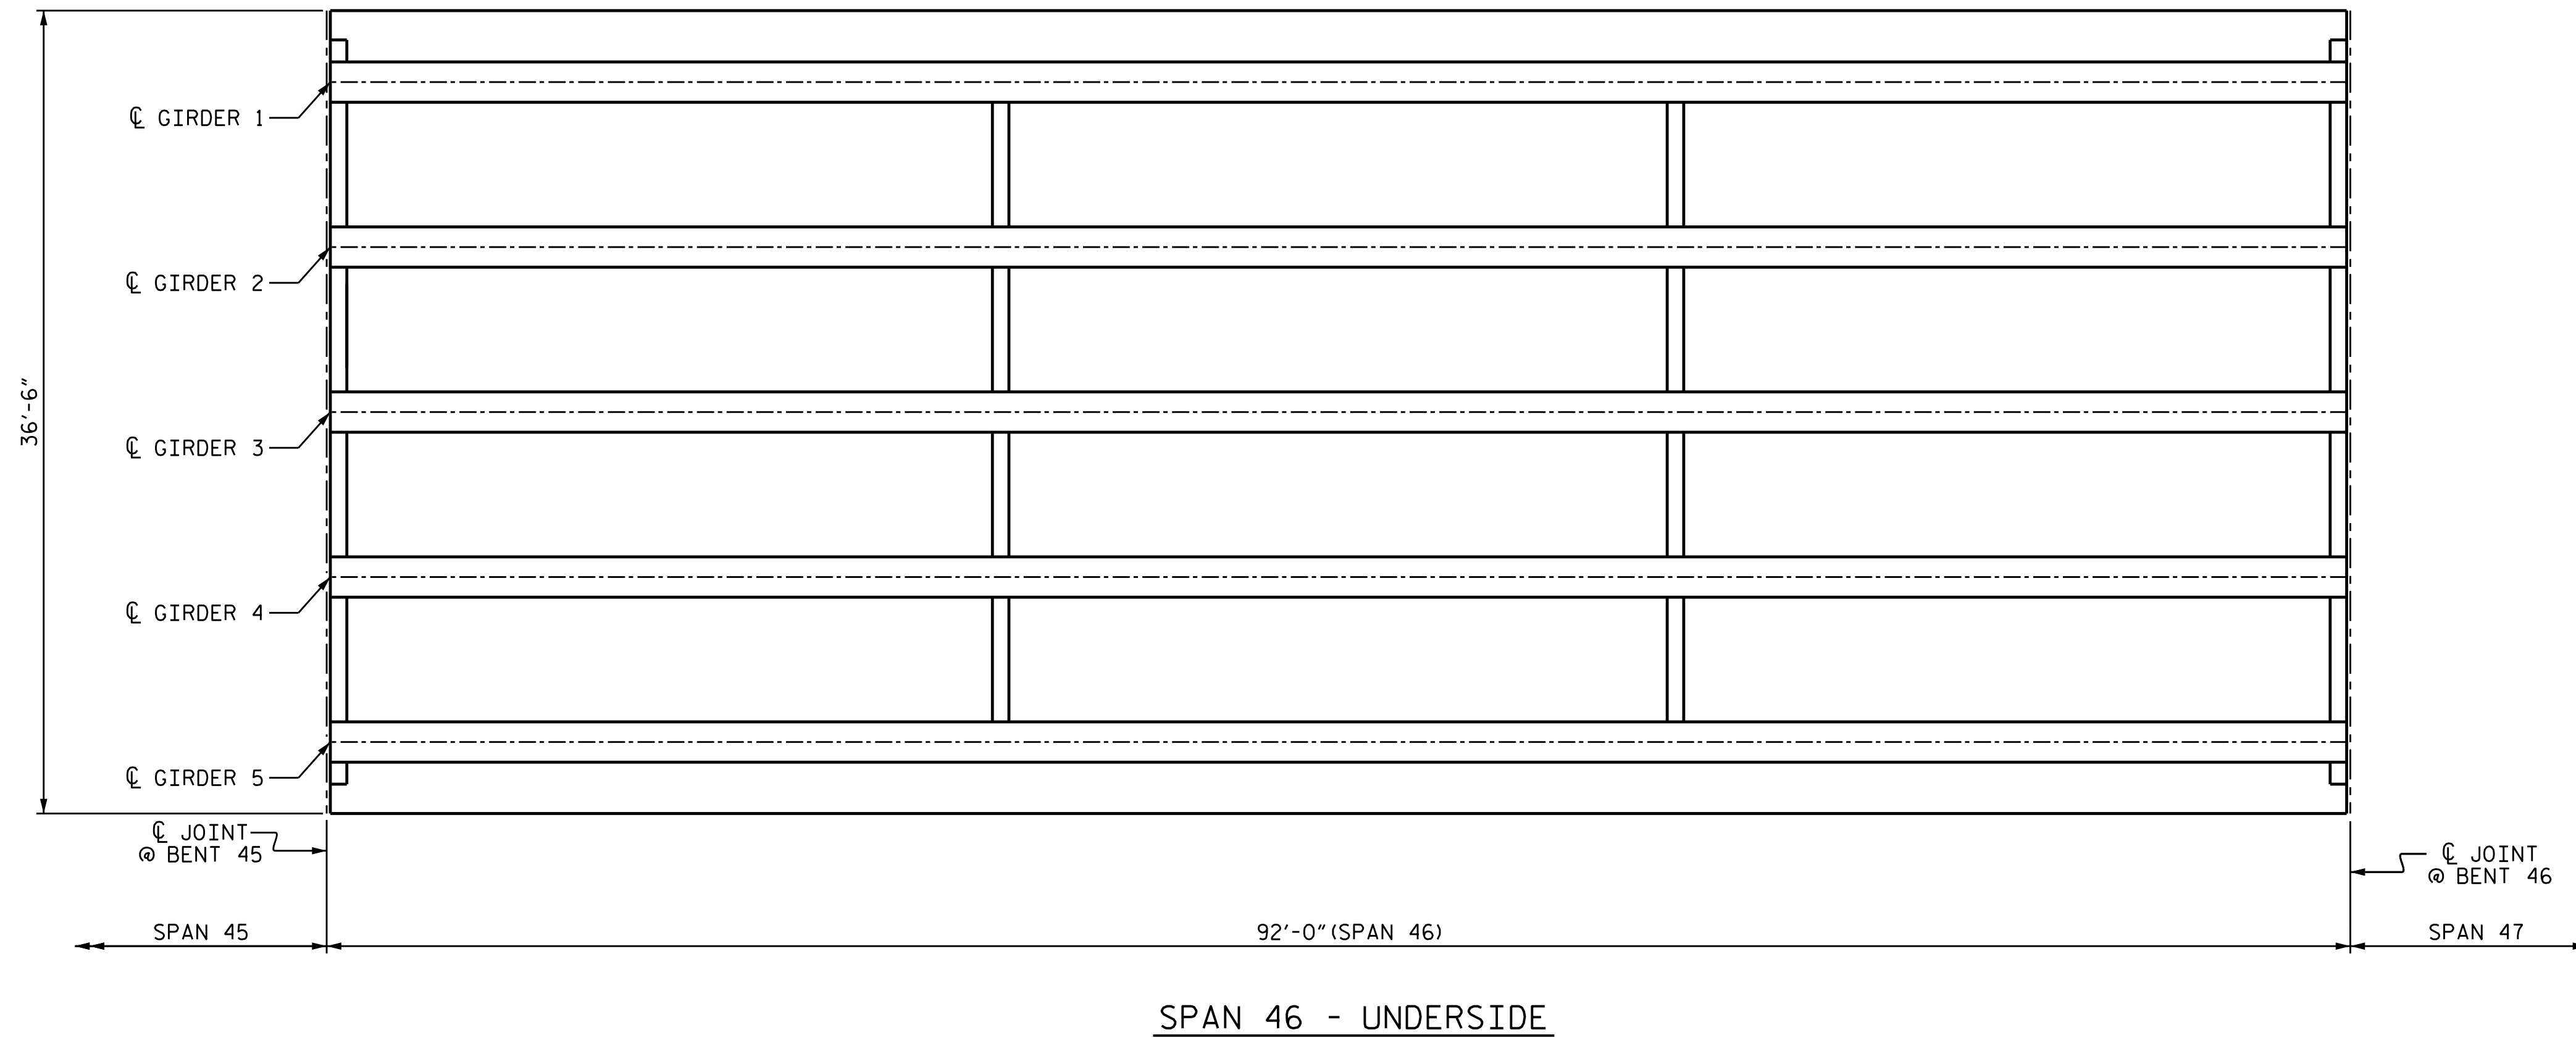 36'-6"
℄ GIRDER 1
℄ GIRDER 2
℄ GIRDER 3
℄ GIRDER 4
℄ GIRDER 5
℄ JOINT
@ BENT 45
℄ JOINT
@ BENT 46
SPAN 45
92'-0" (SPAN 46)
SPAN 47
SPAN 46 - UNDERSIDE